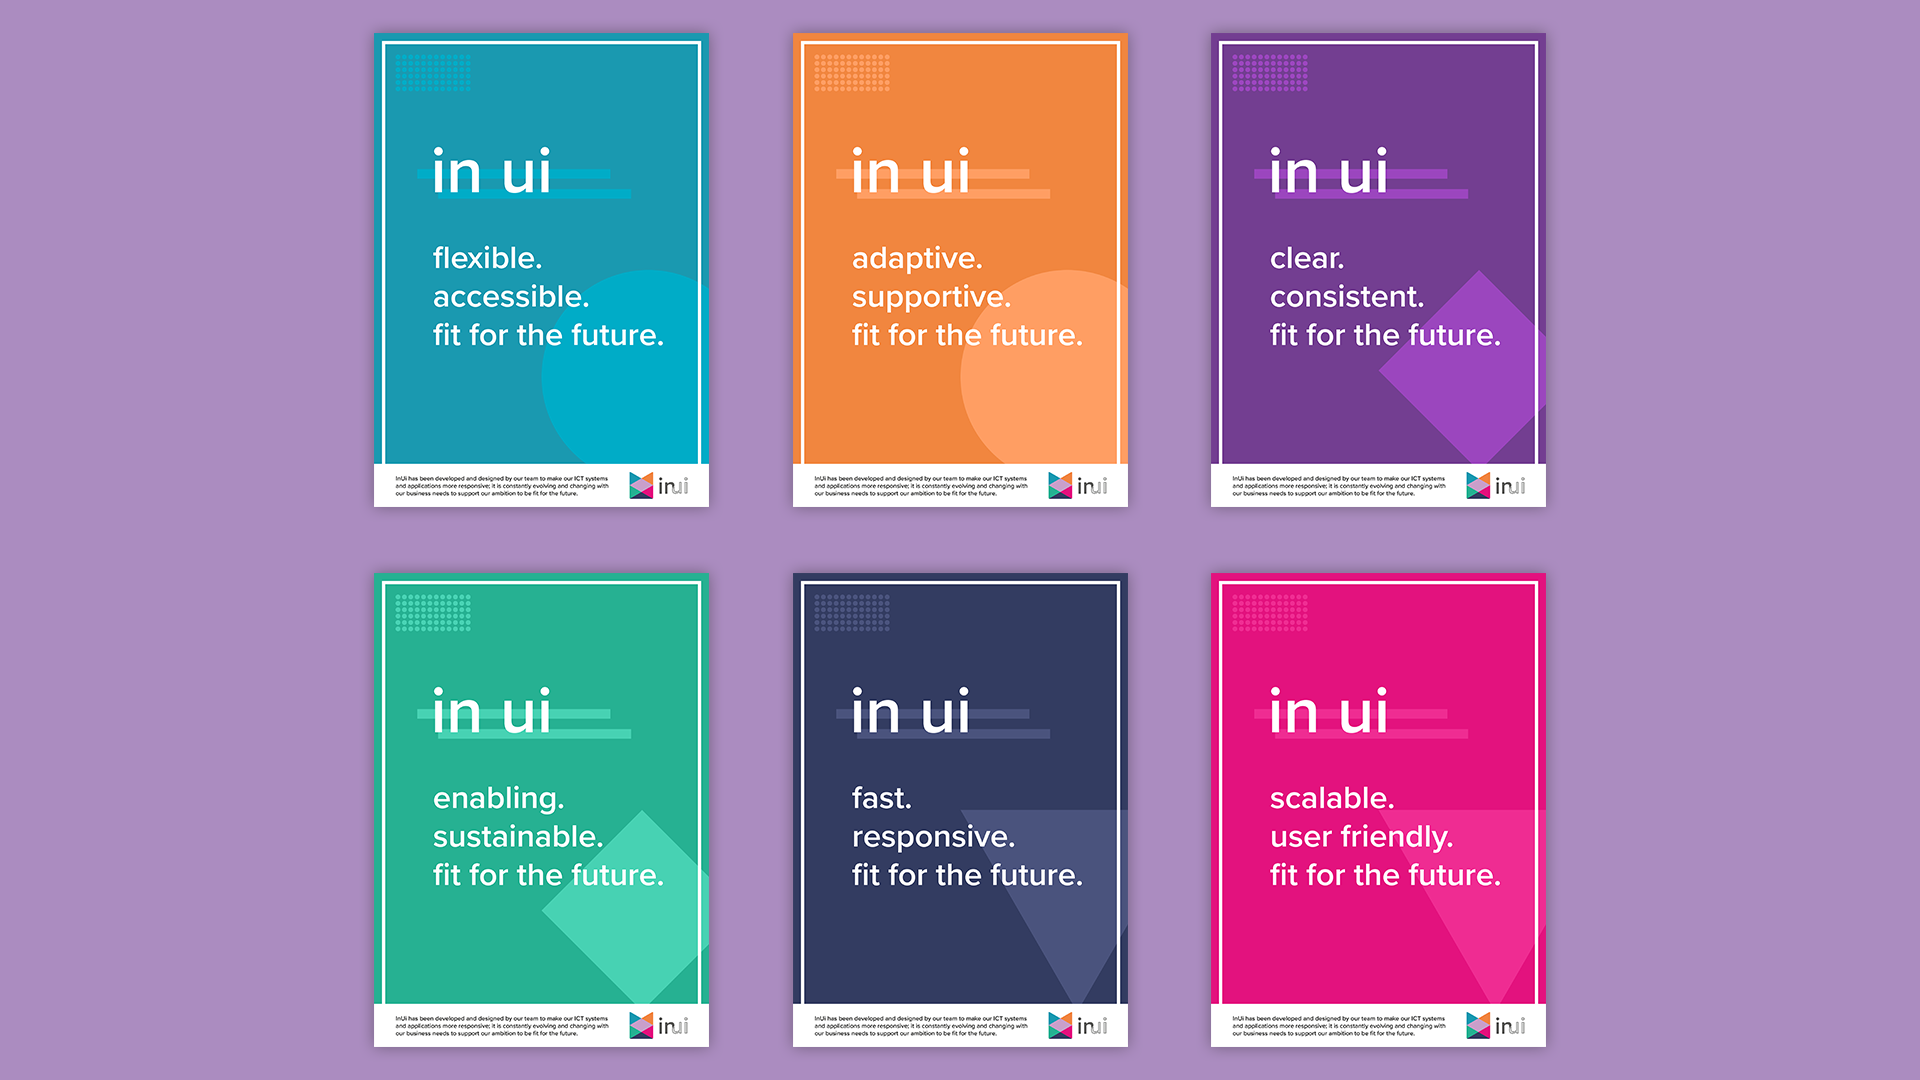 in ui
flexible.
accessible.
fit for the future.
InUi has been developed and designed by our team to make our ICT systems
and applications more responsive; it is constantly evolving and changing with
our business needs to support our ambition to be fit for the future.
inui
in ui
adaptive.
supportive.
fit for the future.
InUi has been developed and designed by our team to make our ICT systems
and applications more responsive; it is constantly evolving and changing with
our business needs to support our ambition to be fit for the future.
inui
in ui
clear.
consistent.
fit for the future.
InUi has been developed and designed by our team to make our ICT systems
and applications more responsive; it is constantly evolving and changing with
our business needs to support our ambition to be fit for the future.
inui
in ui
enabling.
sustainable.
fit for the future.
InUi has been developed and designed by our team to make our ICT systems
and applications more responsive; it is constantly evolving and changing with
our business needs to support our ambition to be fit for the future.
inui
in ui
fast.
responsive.
fit for the future.
InUi has been developed and designed by our team to make our ICT systems
and applications more responsive; it is constantly evolving and changing with
our business needs to support our ambition to be fit for the future.
inui
in ui
scalable.
user friendly.
fit for the future.
InUi has been developed and designed by our team to make our ICT systems
and applications more responsive; it is constantly evolving and changing with
our business needs to support our ambition to be fit for the future.
inui